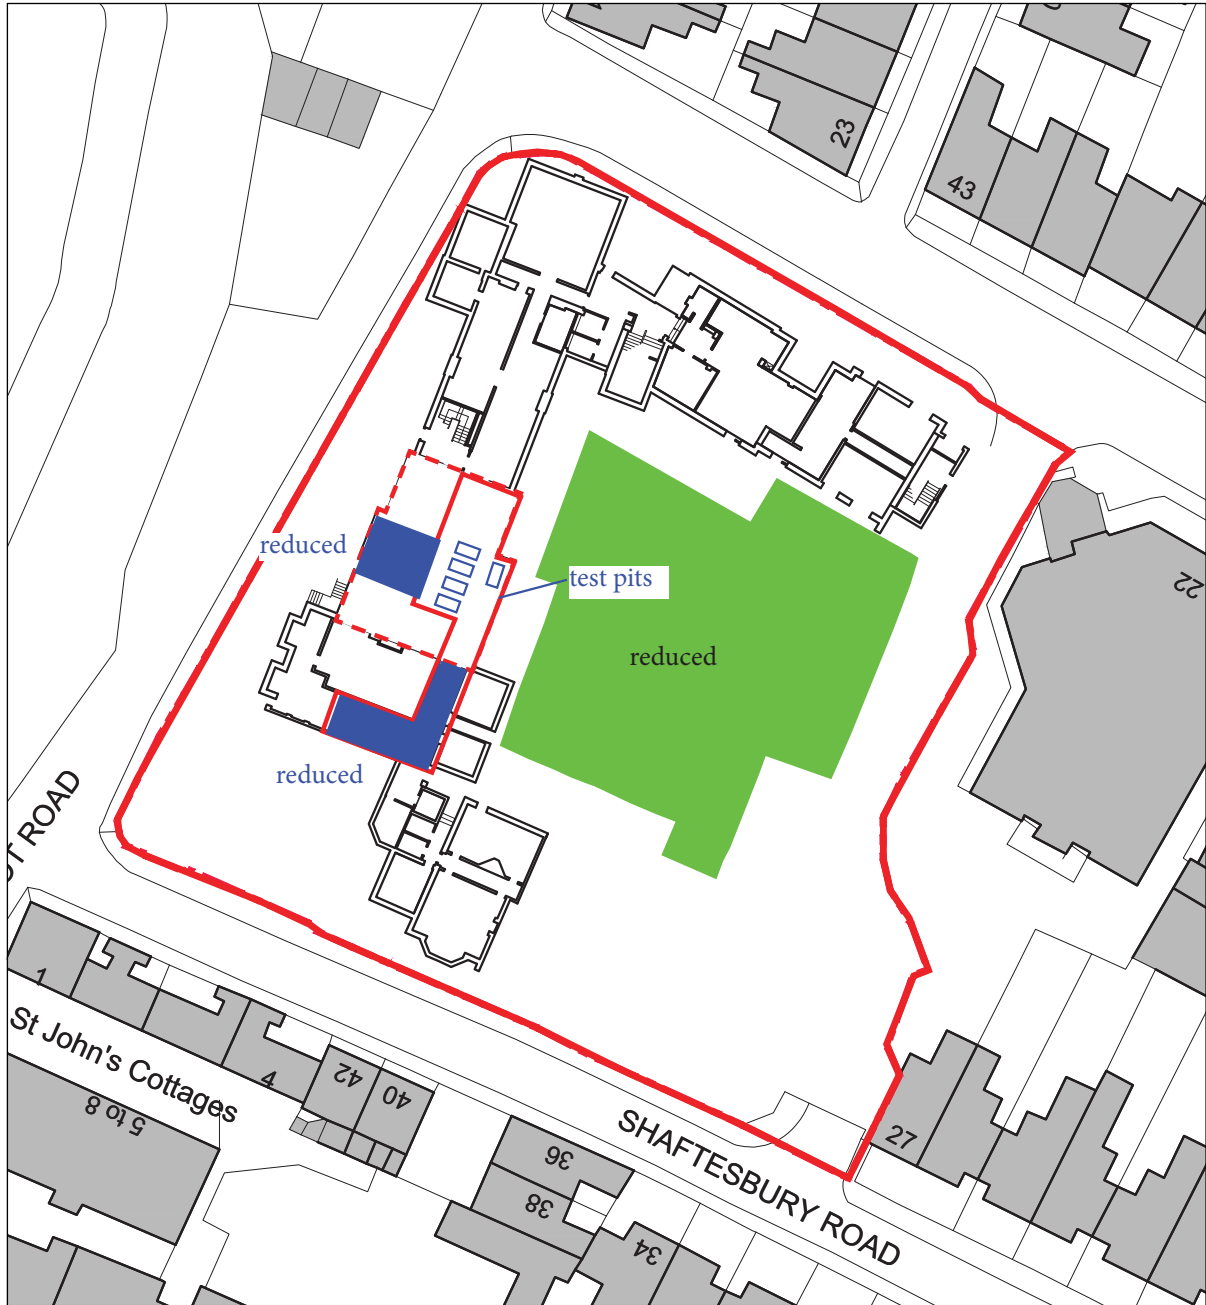 23
43
reduced
test pits
22
reduced
reduced
ROAD
1
St John's Cottages
4
42
40
5 to 8
SHAFTESBURY ROAD
27
36
38
34